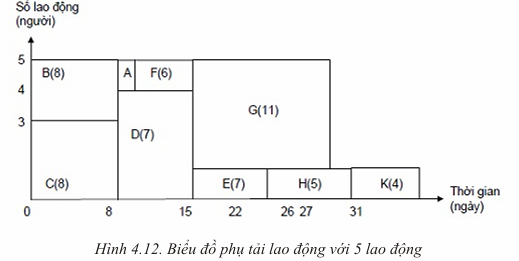 Số lao động
(người)
5
B(8)
A
F(6)
4
G(11)
3
D(7)
C(8)
E(7)
H(5)
K(4)
Thời gian
(ngày)
0
8
15
22
26
27
31
Hình 4.12. Biểu đồ phụ tải lao động với 5 lao động